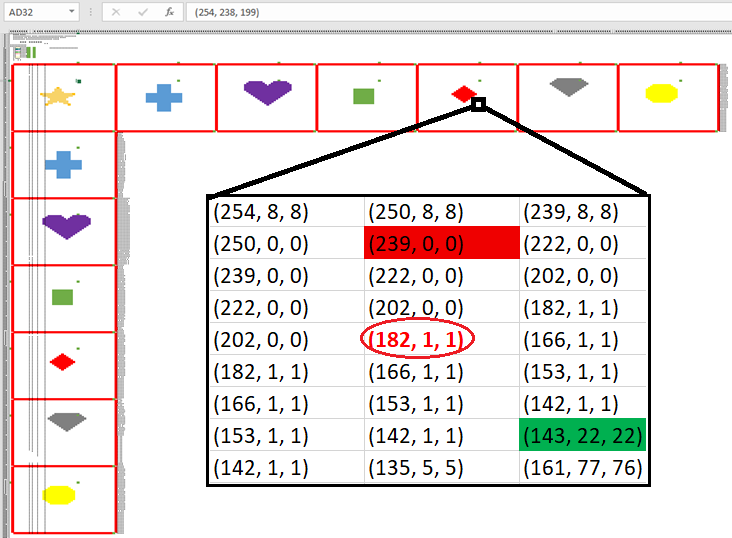 AD32 fx (254, 238, 199)
(254, 8, 8) (250, 8, 8) (239, 8, 8)
(250, 0, 0) (239, 0, 0) (222, 0, 0)
(239, 0, 0) (222, 0, 0) (202, 0, 0)
(222, 0, 0) (202, 0, 0) (182, 1, 1)
(202, 0, 0) (182, 1, 1) (166, 1, 1)
(182, 1, 1) (166, 1, 1) (153, 1, 1)
(166, 1, 1) (153, 1, 1) (142, 1, 1)
(153, 1, 1) (142, 1, 1) (143, 22, 22)
(142, 1, 1) (135, 5, 5) (161, 77, 76)